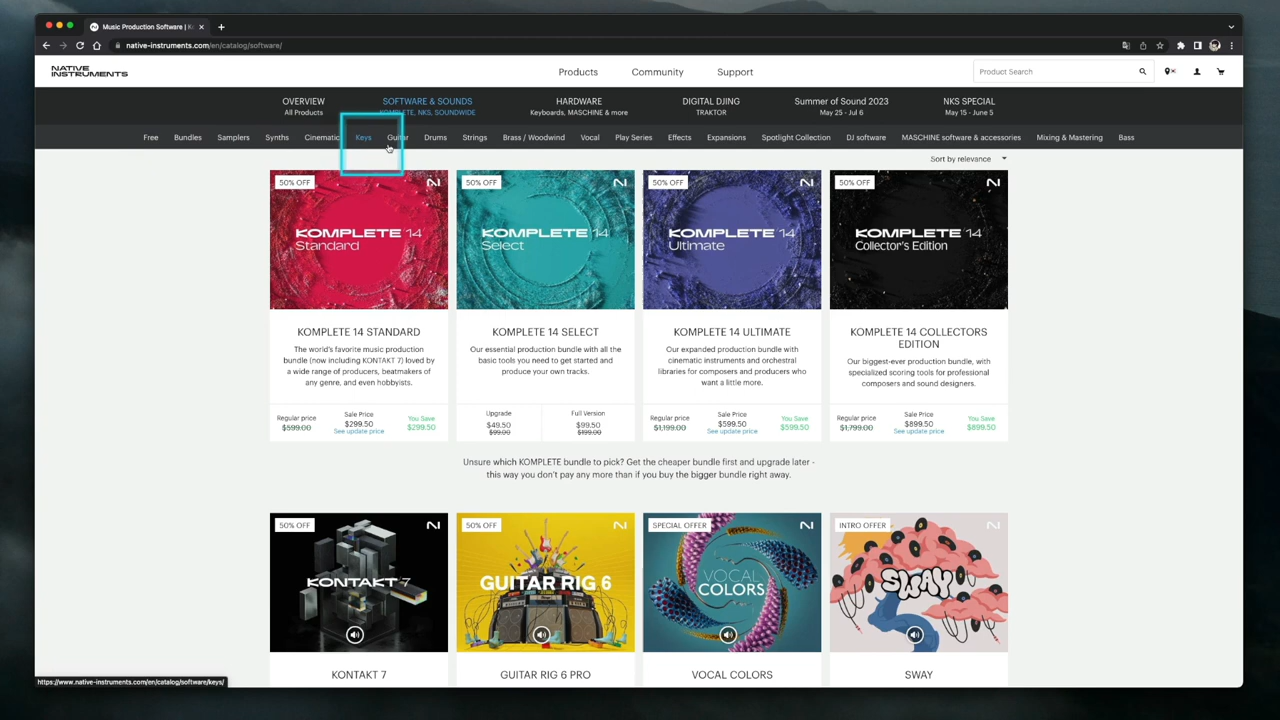 Music Production Software | Ko
native-instruments.com/en/catalog/software/
NATIVE
INSTRUMENTS
Products
Community
Support
Product Search
OVERVIEW
All Products
SOFTWARE & SOUNDS
KOMPLETE, NKS, SOUNDWIDE
HARDWARE
Keyboards, MASCHINE & more
DIGITAL DJING
TRAKTOR
Summer of Sound 2023
May 25 - Jul 6
NKS SPECIAL
May 15 - June 5
Free Bundles Samplers Synths Cinematic Keys Guitar Drums Strings Brass / Woodwind Vocal Play Series Effects Expansions Spotlight Collection DJ software MASCHINE software & accessories Mixing & Mastering Bass
Sort by relevance
50% OFF
KOMPLETE 14
Standard
50% OFF
KOMPLETE 14
Select
50% OFF
KOMPLETE 14
Ultimate
50% OFF
KOMPLETE 14
Collector's Edition
KOMPLETE 14 STANDARD
The world's favorite music production
bundle (now including KONTAKT 7) loved by
a wide range of producers, beatmakers of
any genre, and even hobbyists.
Regular price
$599.00
Sale Price
$299.50
See update price
You Save
$299.50
KOMPLETE 14 SELECT
Our essential production bundle with all the
basic tools you need to get started and
produce your own tracks.
Upgrade
$49.50
$99.00
Full Version
$99.50
$199.00
KOMPLETE 14 ULTIMATE
Our expanded production bundle with
cinematic instruments and orchestral
libraries for composers and producers who
want a little more.
Regular price
$1,199.00
Sale Price
$599.50
See update price
You Save
$599.50
KOMPLETE 14 COLLECTORS
EDITION
Our biggest-ever production bundle, with
specialized scoring tools for professional
composers and sound designers.
Regular price
$1,799.00
Sale Price
$899.50
See update price
You Save
$899.50
Unsure which KOMPLETE bundle to pick? Get the cheaper bundle first and upgrade later -
this way you don't pay any more than if you buy the bigger bundle right away.
50% OFF
KONTAKT 7
50% OFF
GUITAR RIG 6
SPECIAL OFFER
VOCAL
COLORS
INTRO OFFER
SWAY
KONTAKT 7
GUITAR RIG 6 PRO
VOCAL COLORS
SWAY
https://www.native-instruments.com/en/catalog/software/keys/